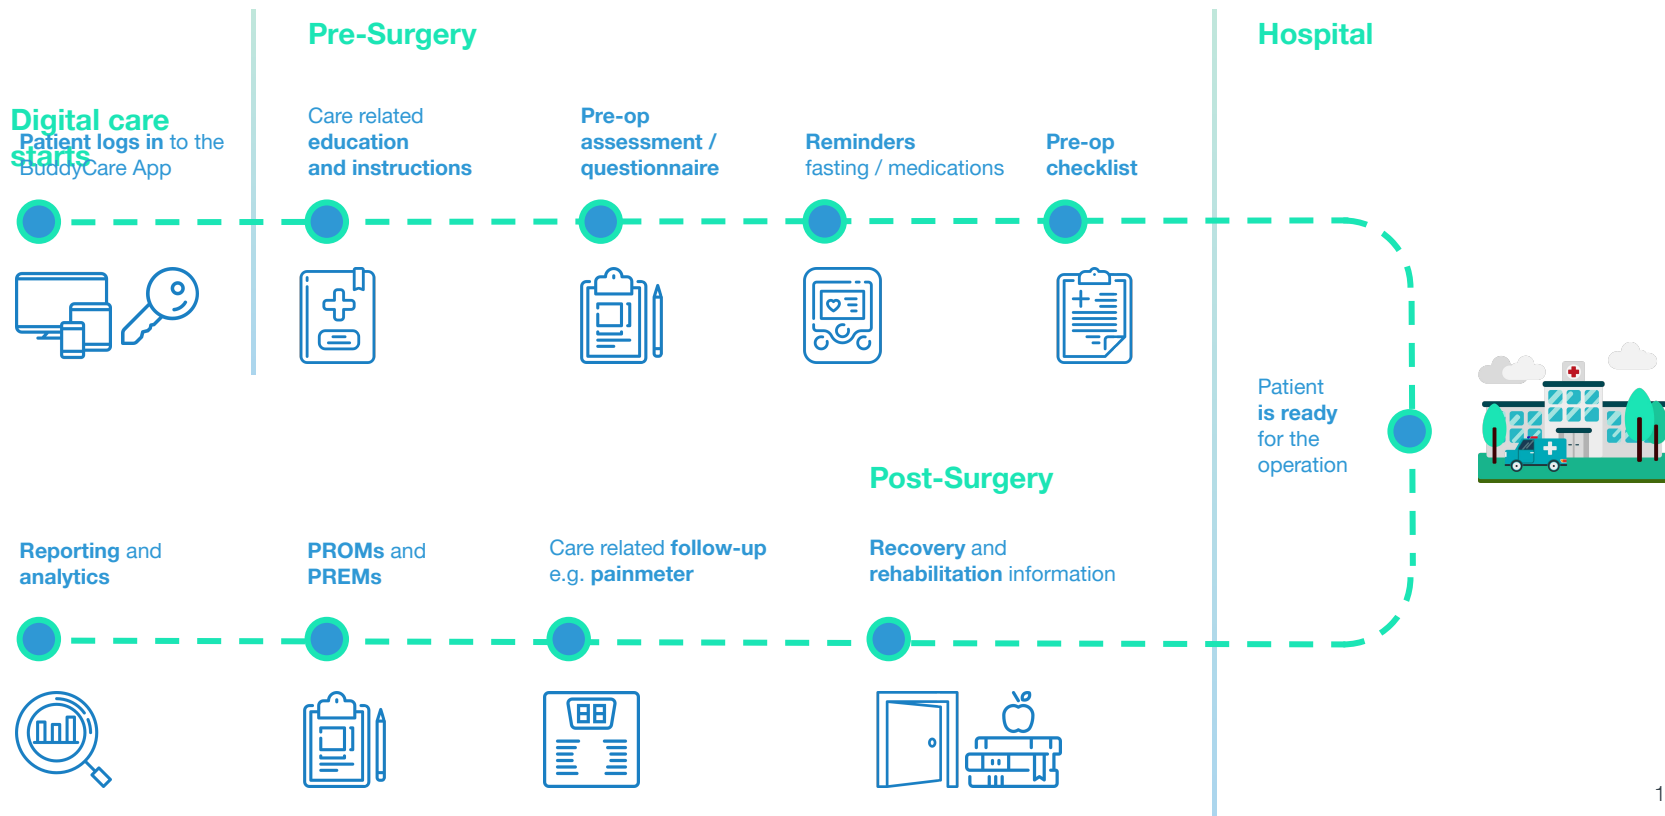 Pre-Surgery
Hospital
Digital care
starts
Patient logs in to the
BuddyCare App
Care related
education
and instructions
Pre-op
assessment /
questionnaire
Reminders
fasting / medications
Pre-op
checklist
Patient
is ready
for the
operation
Post-Surgery
Reporting and
analytics
PROMs and
PREMs
Care related follow-up
e.g. painmeter
Recovery and
rehabilitation information
1